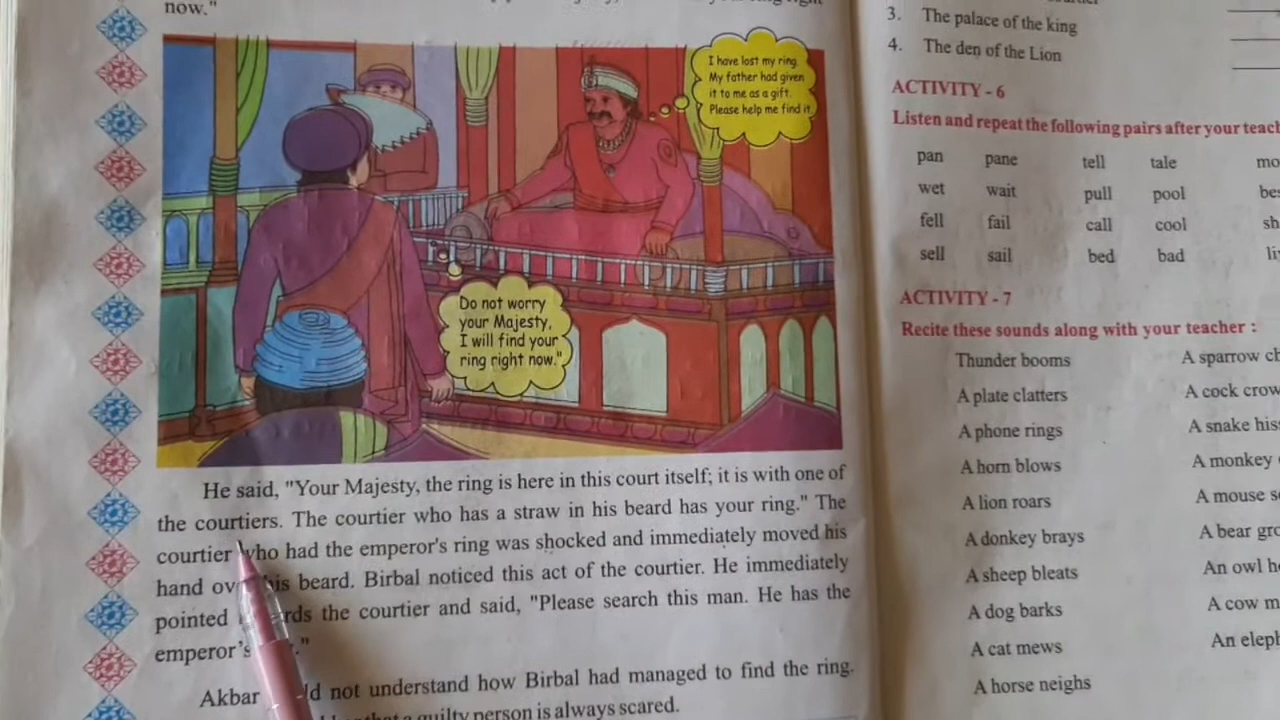 now."
I have lost my ring.
My father had given
it to me as a gift.
Please help me find it.
Do not worry
your Majesty,
I will find your
ring right now."
He said, "Your Majesty, the ring is here in this court itself; it is with one of
the courtiers. The courtier who has a straw in his beard has your ring." The
courtier who had the emperor's ring was shocked and immediately moved his
hand his beard. Birbal noticed this act of the courtier. He immediately
pointed the courtier and said, "Please search this man. He has the
emperor's ."
Akbar not understand how Birbal had managed to find the ring.
a guilty person is always scared.
3. The palace of the king
4. The den of the Lion
ACTIVITY - 6
Listen and repeat the following pairs after your
pan pane tell tale
wet wait pull pool
fell fail call cool
sell sail bed bad
ACTIVITY - 7
Recite these sounds along with your teacher :
Thunder booms A sparrow
A plate clatters A cock
A phone rings A snake
A horn blows A monkey
A lion roars A mouse
A donkey brays A bear
A sheep bleats An owl
A dog barks A cow
A cat mews An
A horse neighs